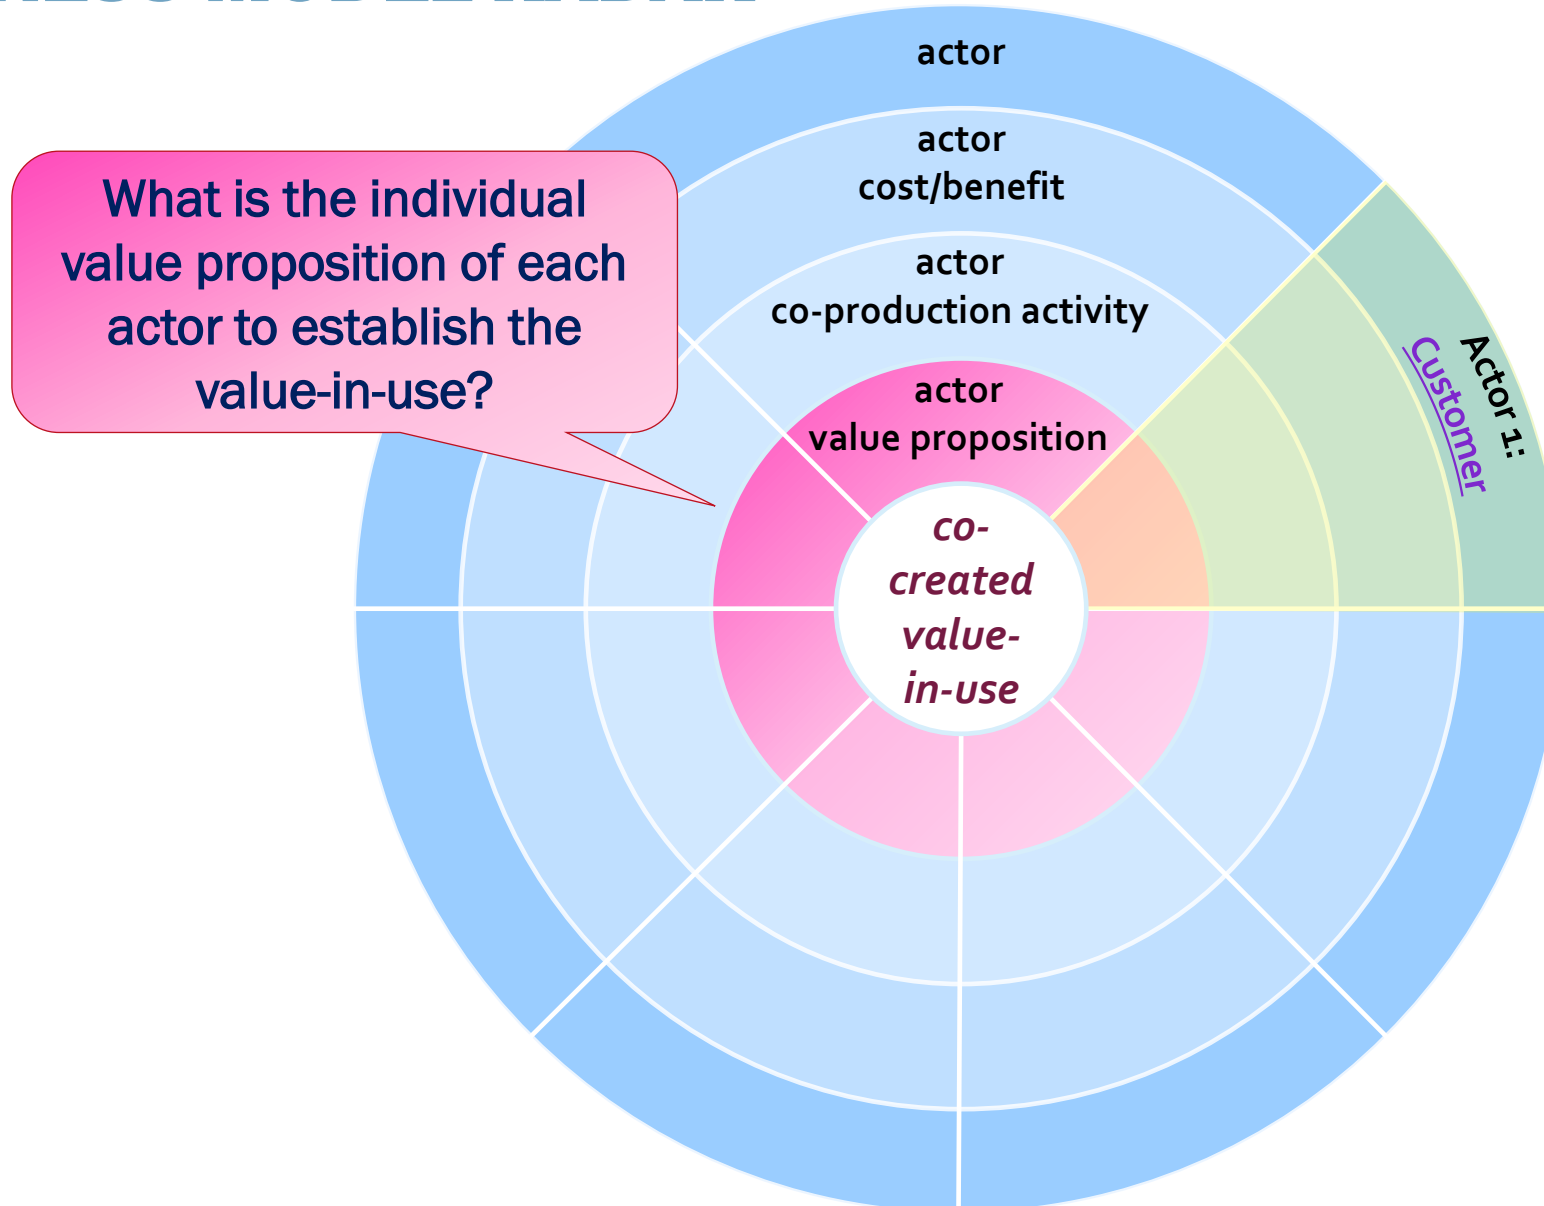 actor
actor
cost/benefit
What is the individual
value proposition of each
actor to establish the
value-in-use?
actor
co-production activity
Actor 1:
Customer
actor
value proposition
co-
created
value-
in-use